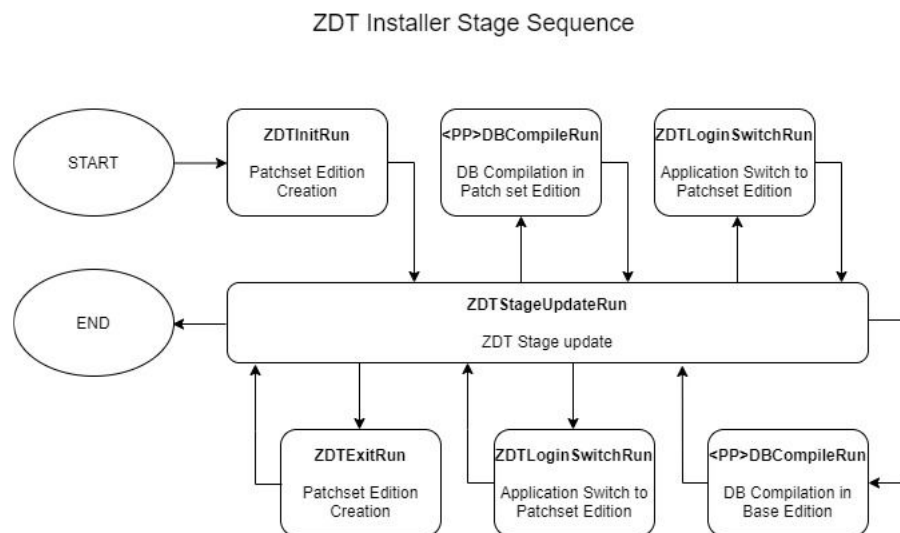 ZDT Installer Stage Sequence
START
ZDTInitRun
Patchset Edition
Creation
<PP>DBCompileRun
DB Compilation in
Patch set Edition
ZDTLoginSwitchRun
Application Switch to
Patchset Edition
END
ZDTStageUpdateRun
ZDT Stage update
ZDTExitRun
Patchset Edition
Creation
ZDTLoginSwitchRun
Application Switch to
Patchset Edition
<PP>DBCompileRun
DB Compilation in
Base Edition